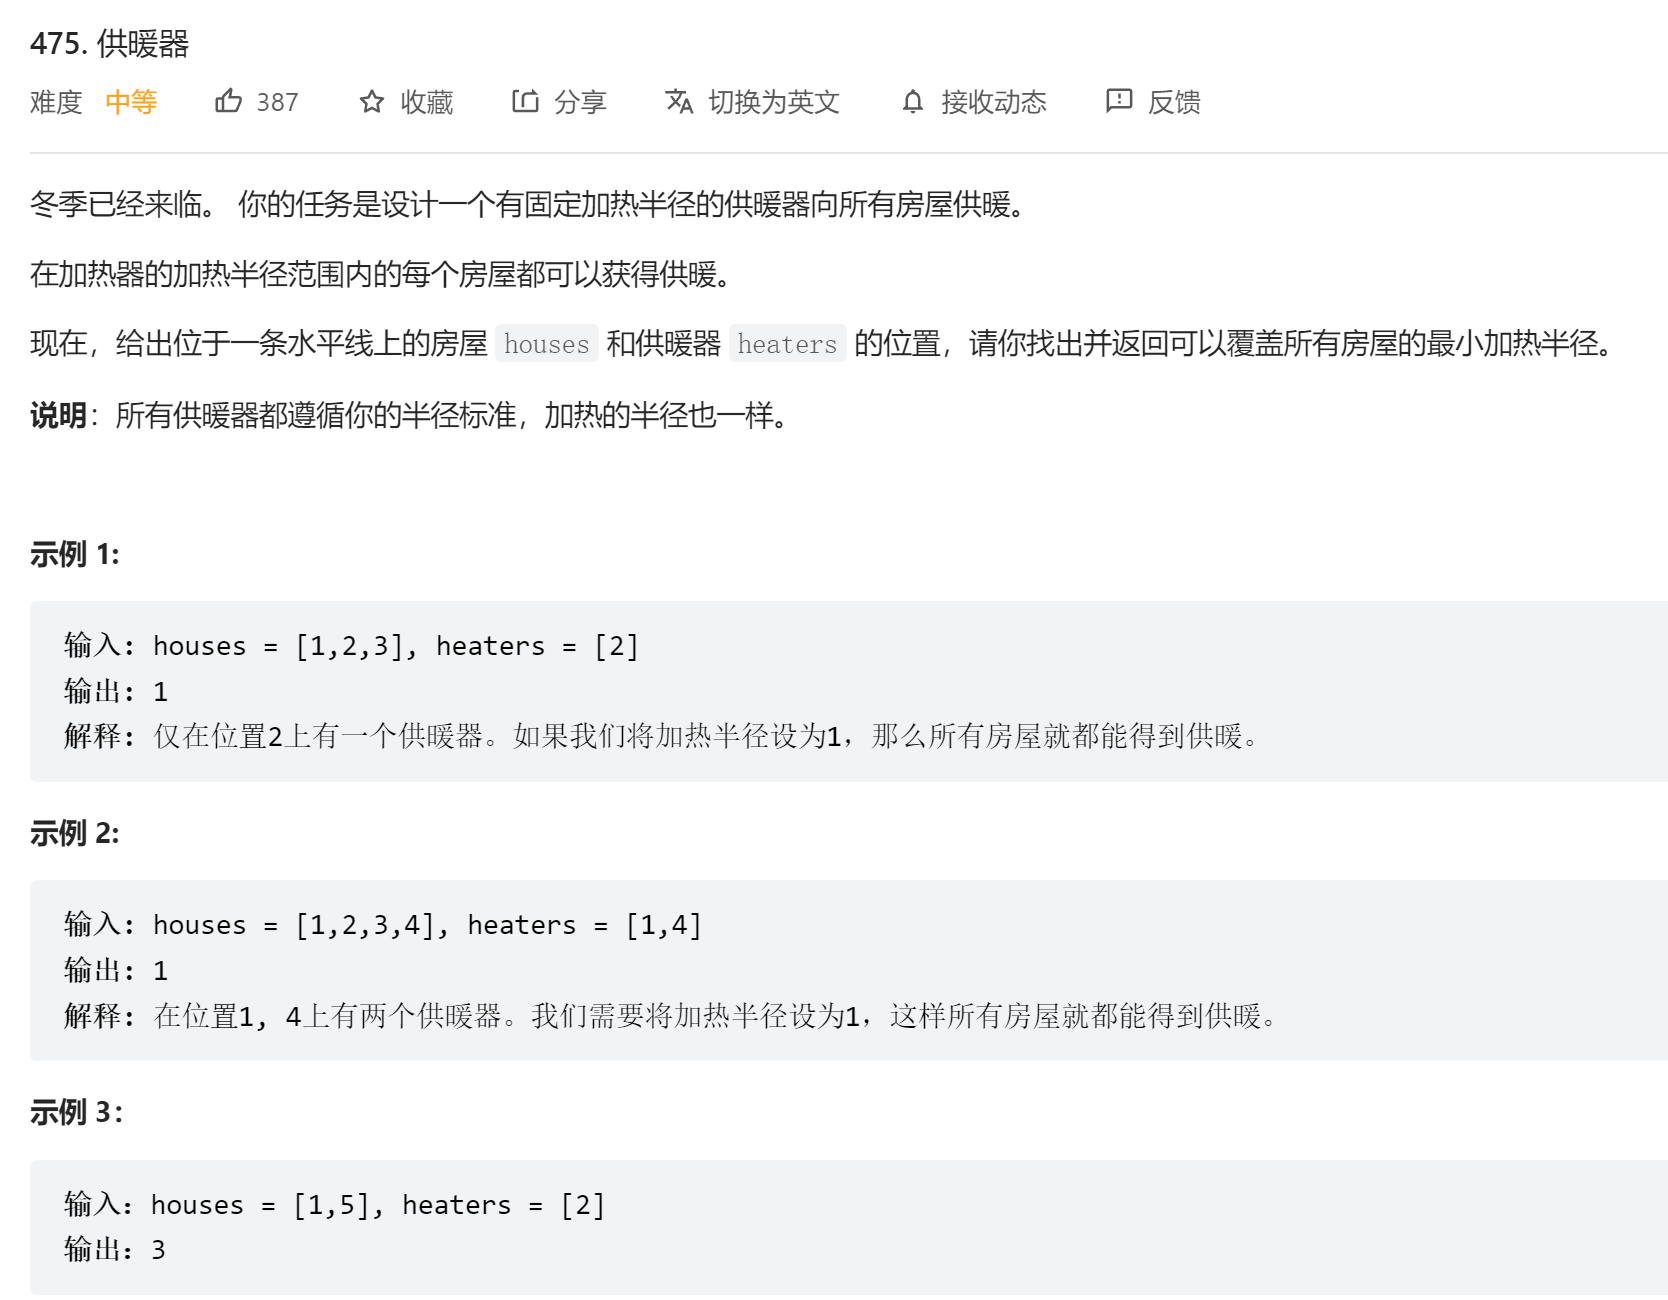 475. 供暖器
难度 中等 387 收藏 分享 切换为英文 接收动态 反馈
冬季已经来临。 你的任务是设计一个有固定加热半径的供暖器向所有房屋供暖。
在加热器的加热半径范围内的每个房屋都可以获得供暖。
现在，给出位于一条水平线上的房屋 houses 和供暖器 heaters 的位置，请你找出并返回可以覆盖所有房屋的最小加热半径。
说明：所有供暖器都遵循你的半径标准，加热的半径也一样。
示例 1:
输入: houses = [1,2,3], heaters = [2]
输出: 1
解释: 仅在位置2上有一个供暖器。如果我们将加热半径设为1，那么所有房屋就都能得到供暖。
示例 2:
输入: houses = [1,2,3,4], heaters = [1,4]
输出: 1
解释: 在位置1, 4上有两个供暖器。我们需要将加热半径设为1，这样所有房屋就都能得到供暖。
示例 3：
输入：houses = [1,5], heaters = [2]
输出：3